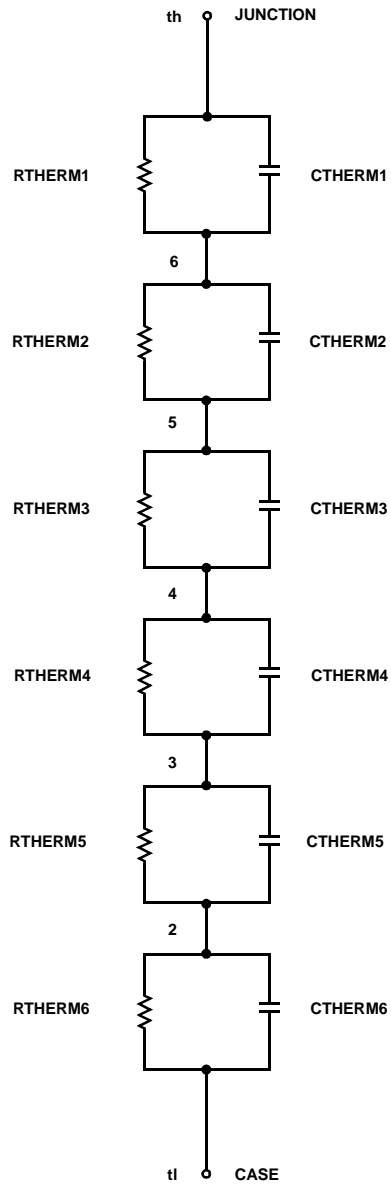 th JUNCTION
RTHERM1 CTHERM1
6
RTHERM2 CTHERM2
5
RTHERM3 CTHERM3
4
RTHERM4 CTHERM4
3
RTHERM5 CTHERM5
2
RTHERM6 CTHERM6
tl CASE